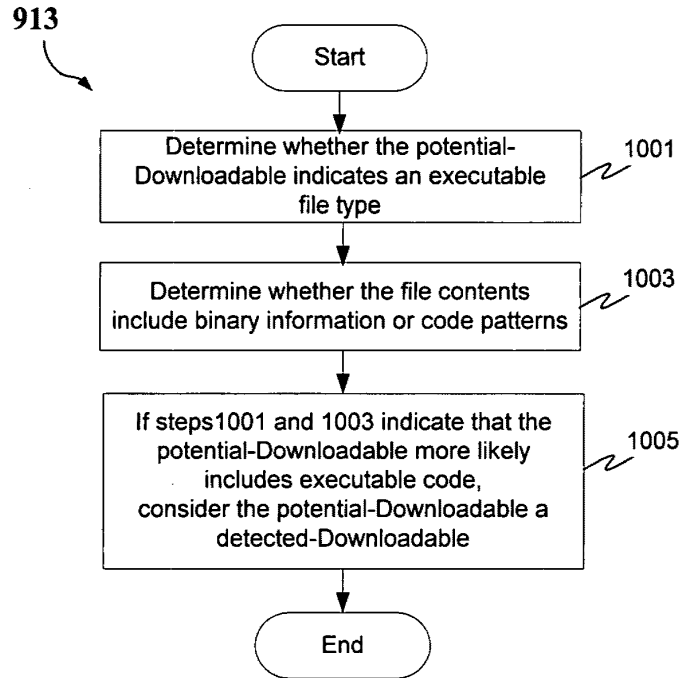 913
Start
Determine whether the potential-
Downloadable indicates an executable
file type
1001
Determine whether the file contents
include binary information or code patterns
1003
If steps1001 and 1003 indicate that the
potential-Downloadable more likely
includes executable code,
consider the potential-Downloadable a
detected-Downloadable
1005
End